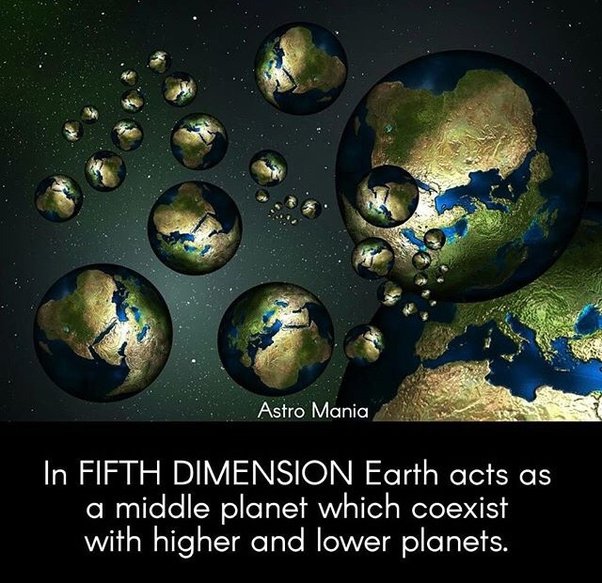 Astro Mania
In FIFTH DIMENSION Earth acts as
a middle planet which coexist
with higher and lower planets.